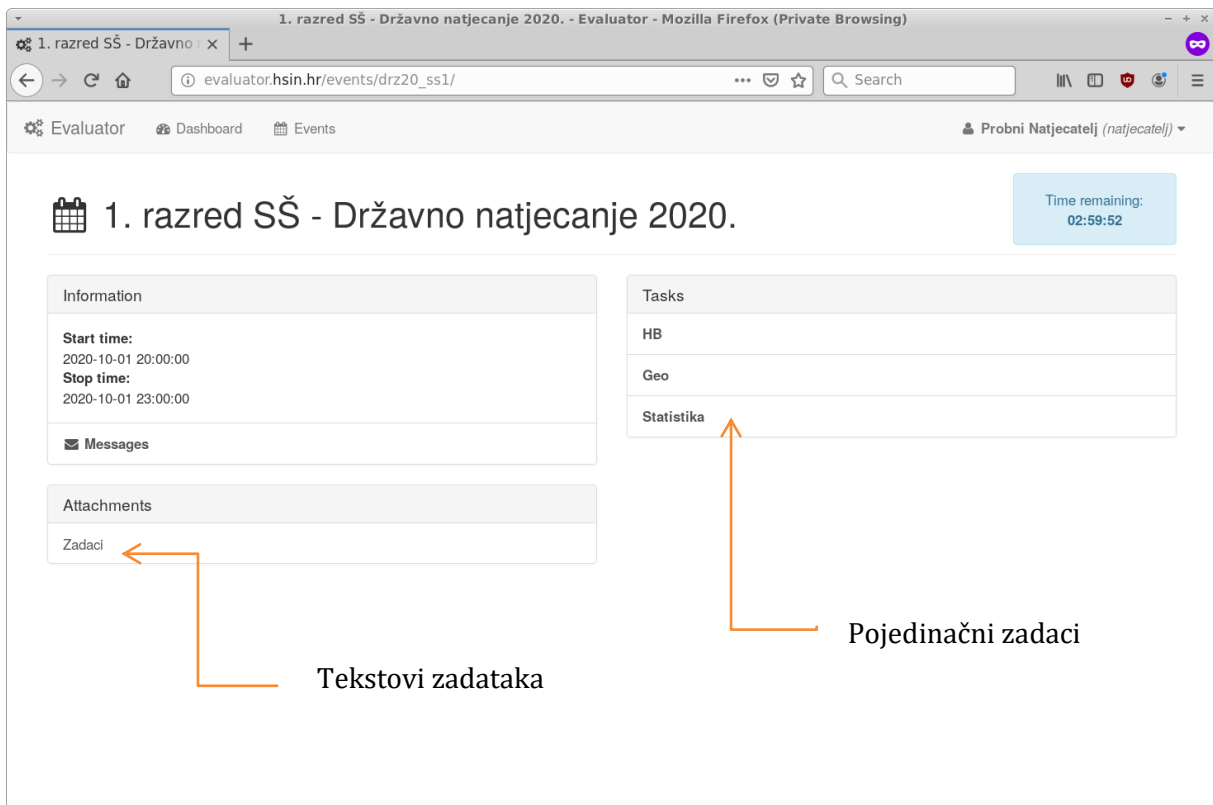 1. razred SŠ - Državno natjecanje 2020. - Evaluator - Mozilla Firefox (Private Browsing)
1. razred SŠ - Državno
evaluator.hsin.hr/events/drz20_ss1/
Search
Evaluator Dashboard Events Probni Natjecatelj (natjecatelj)
1. razred SŠ - Državno natjecanje 2020.
Time remaining:
02:59:52
Information
Start time:
2020-10-01 20:00:00
Stop time:
2020-10-01 23:00:00
Messages
Attachments
Zadaci
Tasks
HB
Geo
Statistika
Pojedinačni zadaci
Tekstovi zadataka